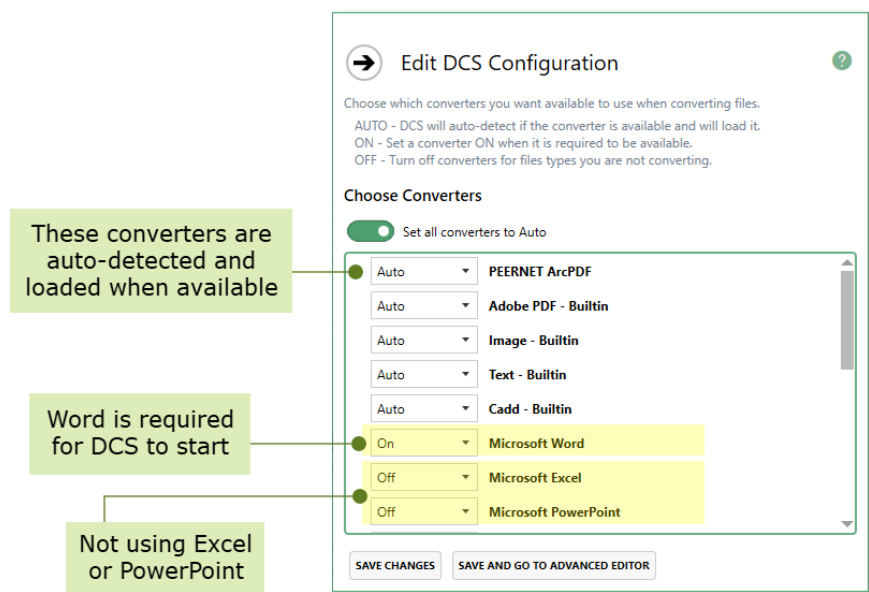 Edit DCS Configuration
?
Choose which converters you want available to use when converting files.
AUTO - DCS will auto-detect if the converter is available and will load it.
ON - Set a converter ON when it is required to be available.
OFF - Turn off converters for files types you are not converting.
Choose Converters
Set all converters to Auto
These converters are
auto-detected and
loaded when available
Auto PEERNET ArcPDF
Auto Adobe PDF - Builtin
Auto Image - Builtin
Auto Text - Builtin
Auto Cadd - Builtin
Word is required
for DCS to start
On Microsoft Word
Off Microsoft Excel
Off Microsoft PowerPoint
Not using Excel
or PowerPoint
SAVE CHANGES SAVE AND GO TO ADVANCED EDITOR